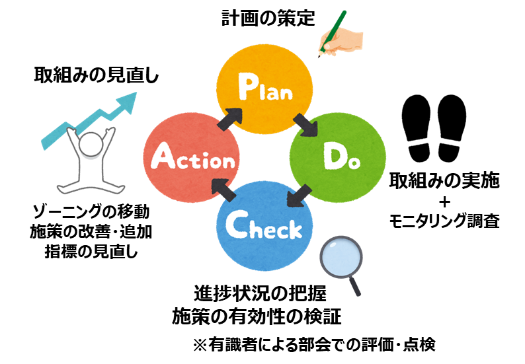 計画の策定
Plan
取組みの見直し
Action
Do
ゾーニングの移動
施策の改善・追加
指標の見直し
取組みの実施
+
モニタリング調査
Check
進捗状況の把握
施策の有効性の検証
※有識者による部会での評価・点検